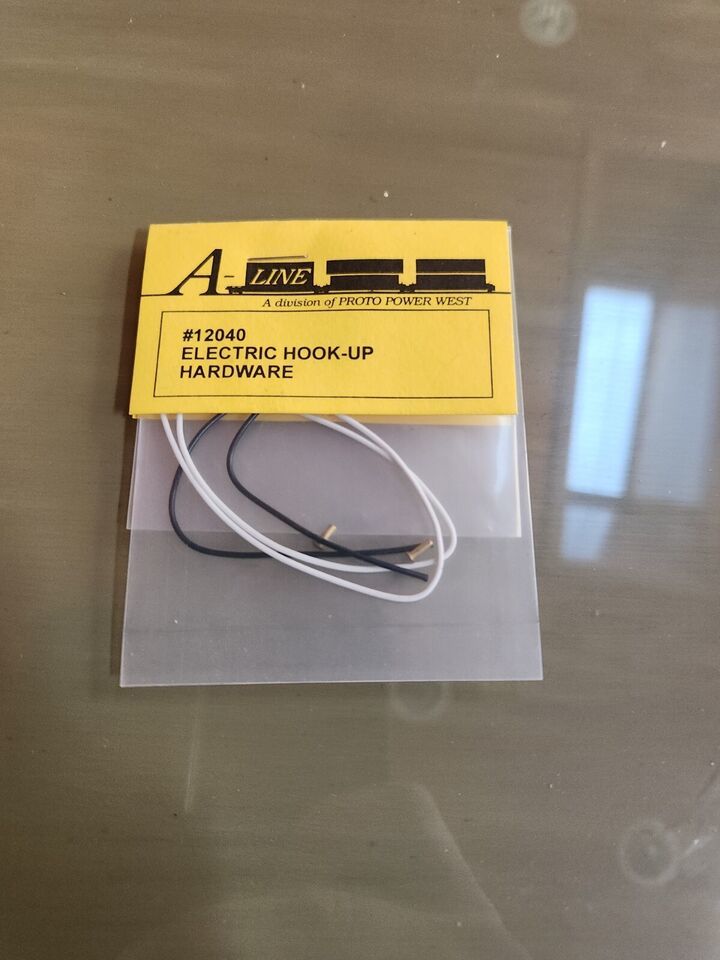 A-LINE
A division of PROTO POWER WEST
#12040
ELECTRIC HOOK-UP
HARDWARE